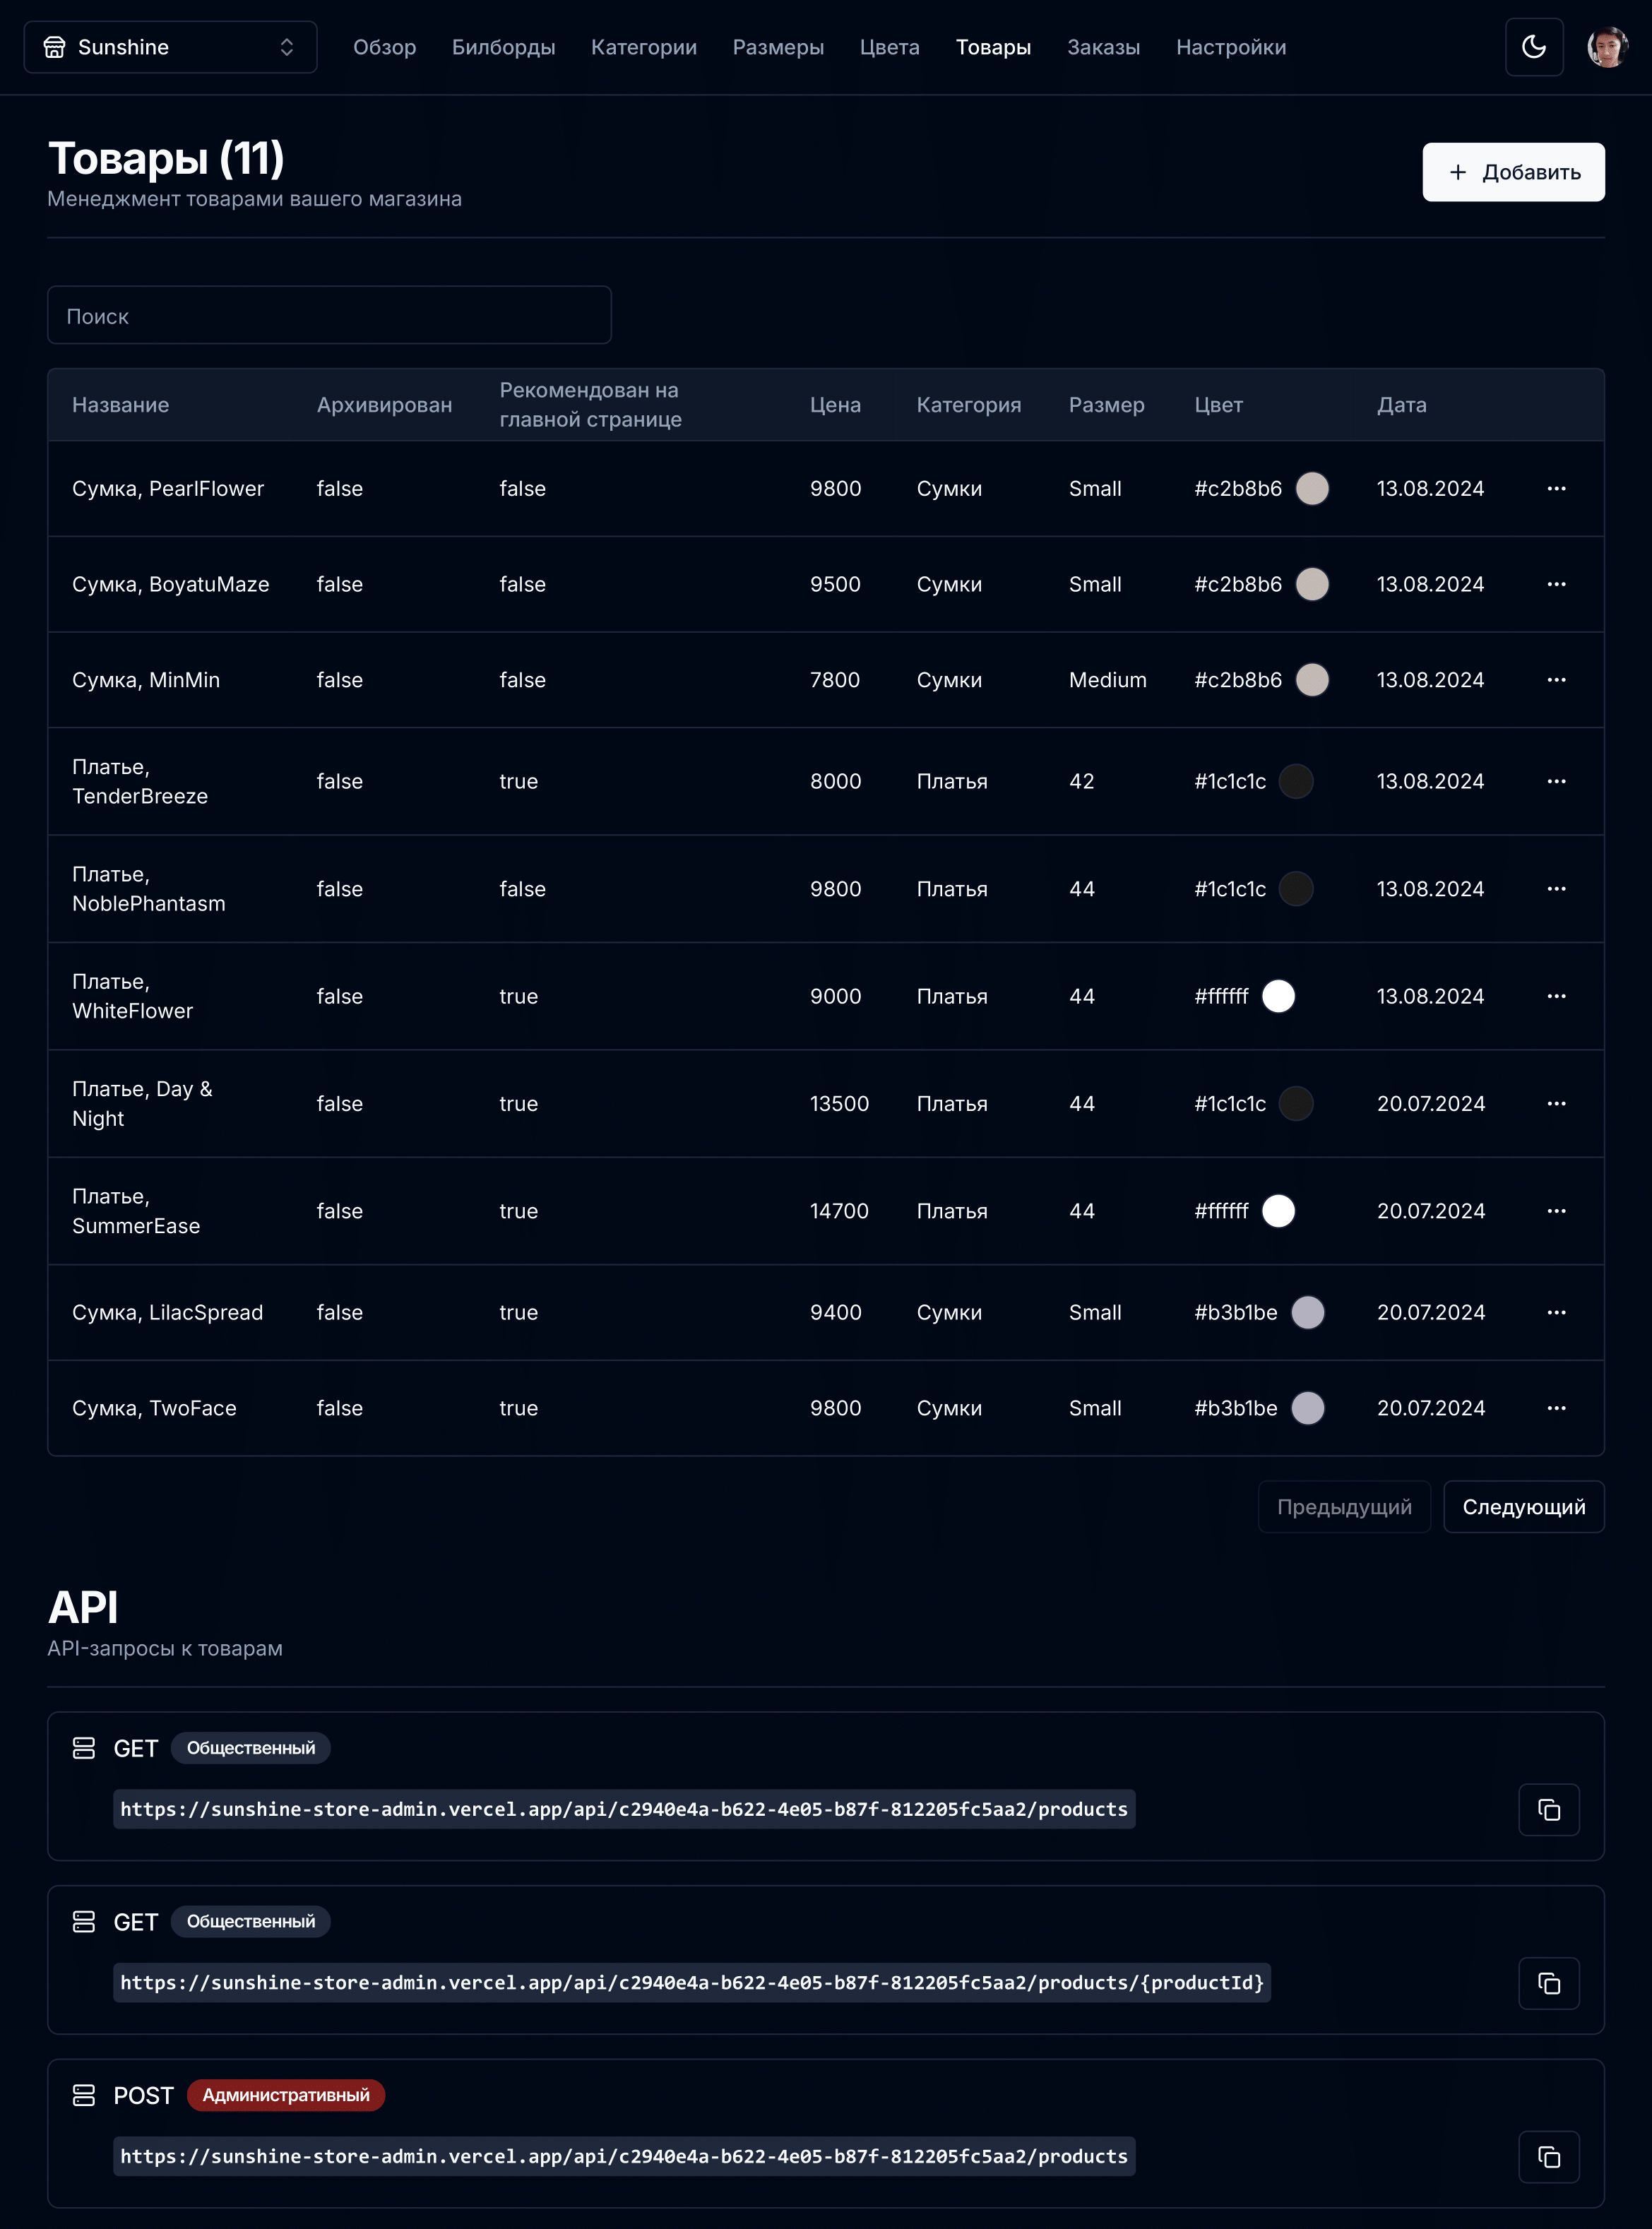 Sunshine Обзор Билборды Категории Размеры Цвета Товары Заказы Настройки
Товары (11)
Менеджмент товарами вашего магазина
+ Добавить
Поиск
Название Архивирован Рекомендован на главной странице Цена Категория Размер Цвет Дата
Сумка, PearlFlower false false 9800 Сумки Small #c2b8b6 13.08.2024 ...
Сумка, BoyatuMaze false false 9500 Сумки Small #c2b8b6 13.08.2024 ...
Сумка, MinMin false false 7800 Сумки Medium #c2b8b6 13.08.2024 ...
Платье, TenderBreeze false true 8000 Платья 42 #1c1c1c 13.08.2024 ...
Платье, NoblePhantasm false false 9800 Платья 44 #1c1c1c 13.08.2024 ...
Платье, WhiteFlower false true 9000 Платья 44 #ffffff 13.08.2024 ...
Платье, Day & Night false true 13500 Платья 44 #1c1c1c 20.07.2024 ...
Платье, SummerEase false true 14700 Платья 44 #ffffff 20.07.2024 ...
Сумка, LilacSpread false true 9400 Сумки Small #b3b1be 20.07.2024 ...
Сумка, TwoFace false true 9800 Сумки Small #b3b1be 20.07.2024 ...
Предыдущий Следующий
API
API-запросы к товарам
GET Общественный
https://sunshine-store-admin.vercel.app/api/c2940e4a-b622-4e05-b87f-812205fc5aa2/products
GET Общественный
https://sunshine-store-admin.vercel.app/api/c2940e4a-b622-4e05-b87f-812205fc5aa2/products/{productId}
POST Административный
https://sunshine-store-admin.vercel.app/api/c2940e4a-b622-4e05-b87f-812205fc5aa2/products